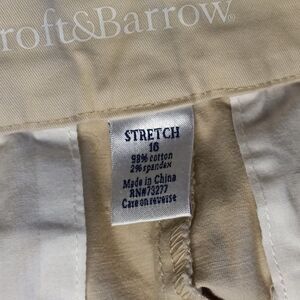 roft&Barrow®
STRETCH
16
98% cotton
2% spandex
Made in China
RN#73277
Care on reverse